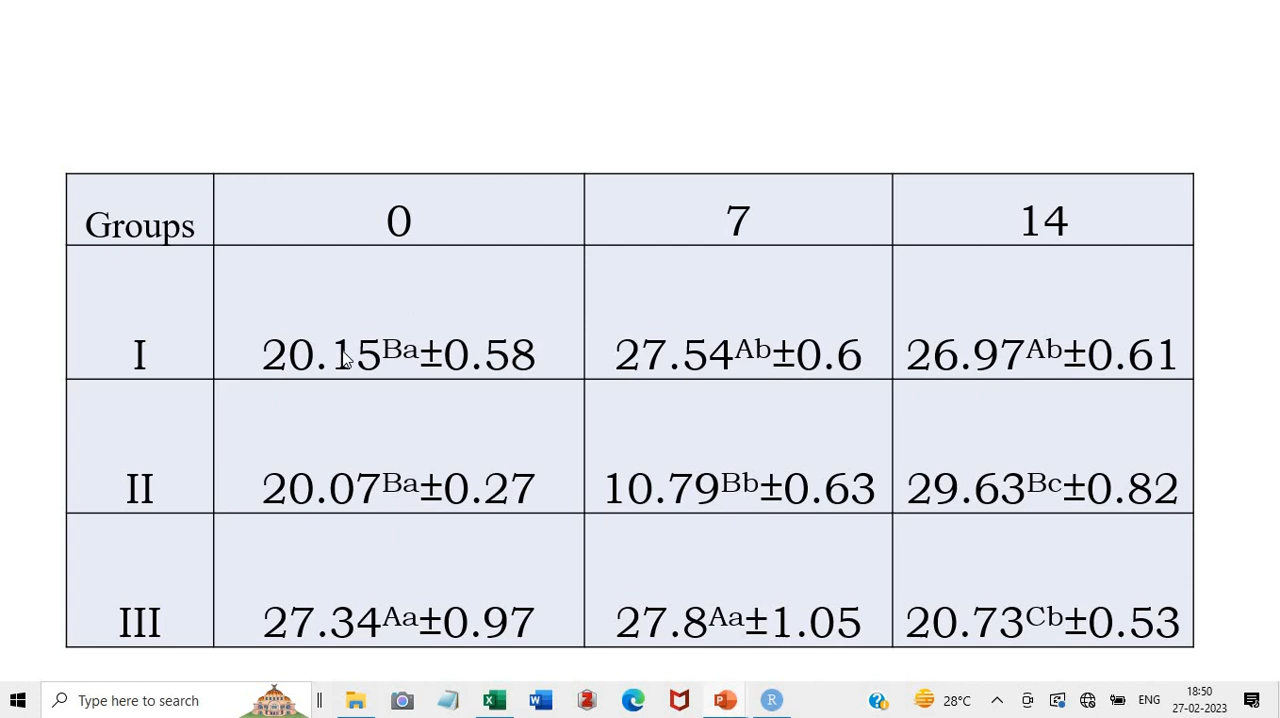 Groups 0 7 14
I 20.15ᴮᵃ±0.58 27.54ᴬᵇ±0.6 26.97ᴬᵇ±0.61
II 20.07ᴮᵃ±0.27 10.79ᴮᵇ±0.63 29.63ᴮᶜ±0.82
III 27.34ᴬᵃ±0.97 27.8ᴬᵃ±1.05 20.73ꟲᵇ±0.53
Type here to search 28°C ENG 18:50
27-02-2023